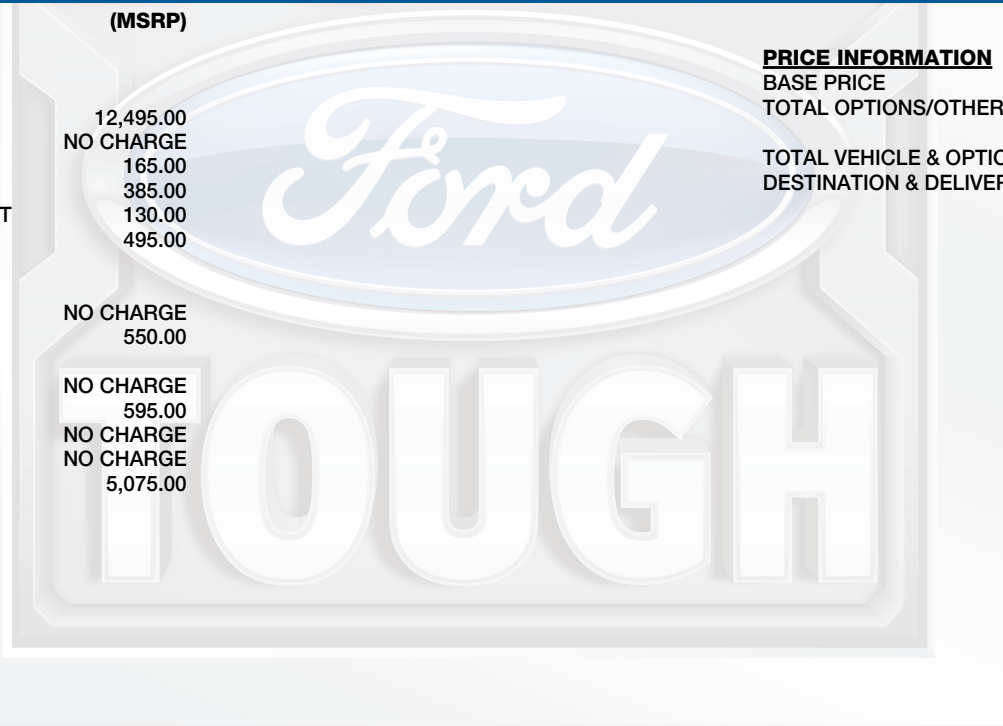 (MSRP)
12,495.00
NO CHARGE
165.00
385.00
T 130.00
495.00
NO CHARGE
550.00
NO CHARGE
595.00
NO CHARGE
NO CHARGE
5,075.00
PRICE INFORMATION
BASE PRICE
TOTAL OPTIONS/OTHER
TOTAL VEHICLE & OPTIO
DESTINATION & DELIVER
Ford
TOUGH